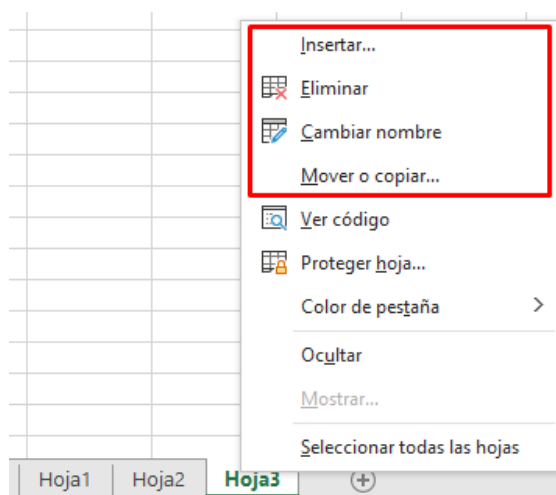 Insertar...
Eliminar
Cambiar nombre
Mover o copiar...
Ver código
Proteger hoja...
Color de pestaña
Ocultar
Mostrar...
Seleccionar todas las hojas
Hoja1 Hoja2 Hoja3